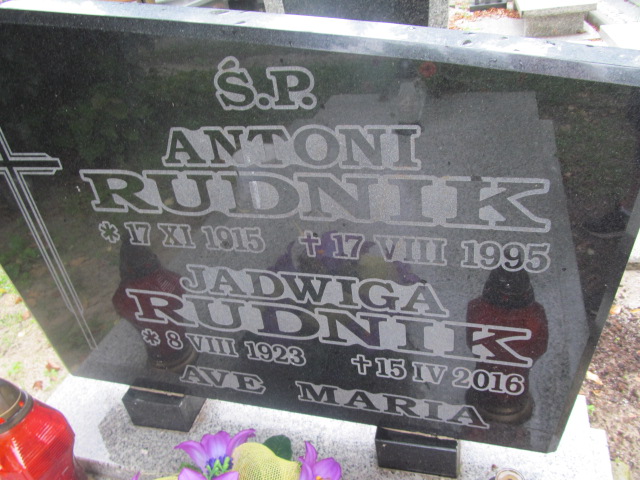 Ś.P.
ANTONI
RUDNIK
* 17 XI 1915 † 17 VIII 1995
JADWIGA
RUDNIK
* 8 VIII 1923 † 15 IV 2016
AVE MARIA